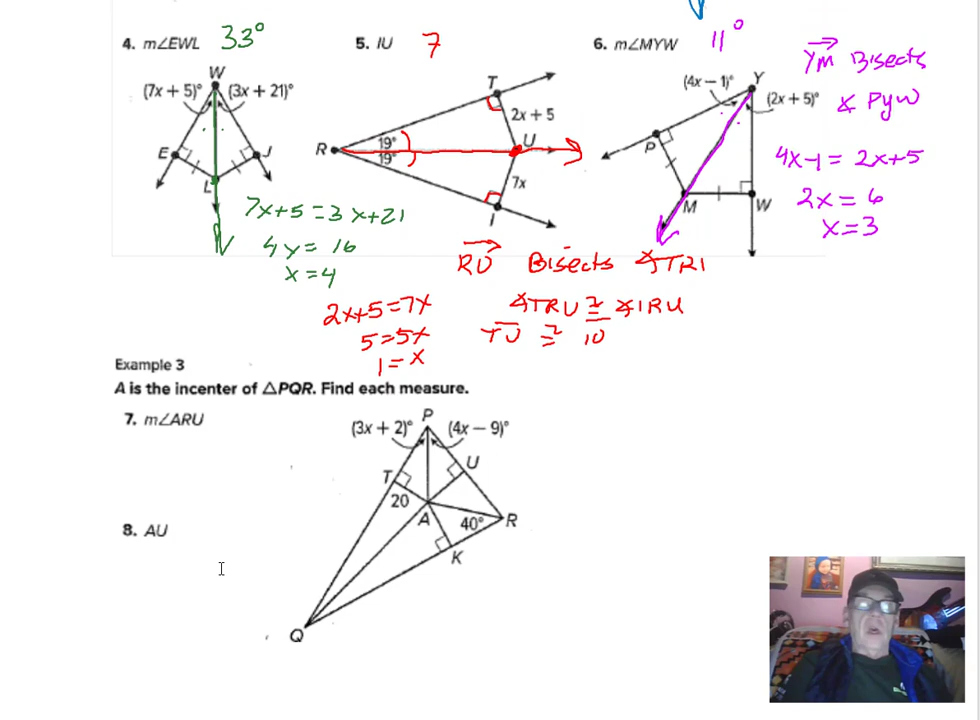 4. m∠EWL 33°
5. IU 7
6. m∠MYW 11°
W
(7x + 5)° (3x + 21)°
E J
L
7x+5=3x+21
4x= 16
x=4
T
2x + 5
R 19° U
19°
7x
I
RU Bisects ∡TRI
2x+5=7x
5=5x
1=x
∡TRU ≅ ∡IRU
TU ≅ IU
(4x − 1)° Y
(2x + 5)°
P
M W
YM Bisects
∡ PYW
4x-1=2x+5
2x=6
x=3
Example 3
A is the incenter of △PQR. Find each measure.
7. m∠ARU
8. AU
P
(3x + 2)° (4x − 9)°
T U
20
A 40° R
K
Q